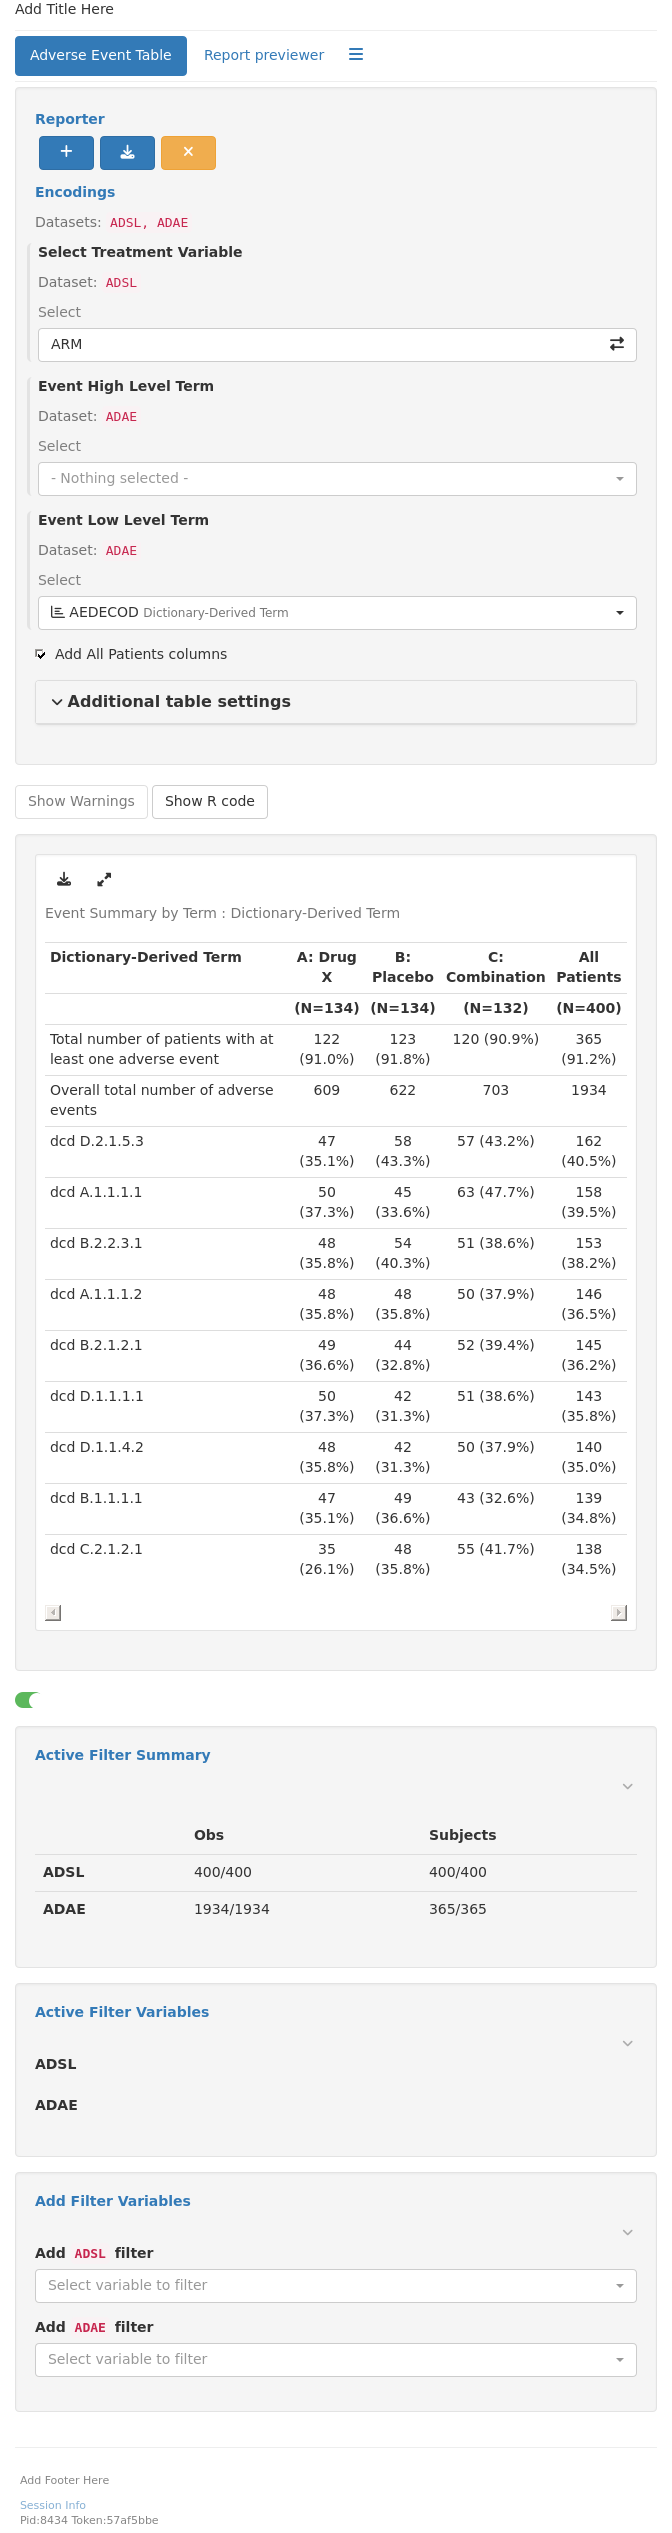 Add Title Here
Adverse Event Table Report previewer
Reporter
Encodings
Datasets: ADSL, ADAE
Select Treatment Variable
Dataset: ADSL
Select
ARM
Event High Level Term
Dataset: ADAE
Select
- Nothing selected -
Event Low Level Term
Dataset: ADAE
Select
AEDECOD Dictionary-Derived Term
Add All Patients columns
Additional table settings
Show Warnings Show R code
Event Summary by Term : Dictionary-Derived Term
Dictionary-Derived Term A: Drug B: C: All
X Placebo Combination Patients
(N=134) (N=134) (N=132) (N=400)
Total number of patients with at 122 123 120 (90.9%) 365
least one adverse event (91.0%) (91.8%) (91.2%)
Overall total number of adverse 609 622 703 1934
events
dcd D.2.1.5.3 47 58 57 (43.2%) 162
(35.1%) (43.3%) (40.5%)
dcd A.1.1.1.1 50 45 63 (47.7%) 158
(37.3%) (33.6%) (39.5%)
dcd B.2.2.3.1 48 54 51 (38.6%) 153
(35.8%) (40.3%) (38.2%)
dcd A.1.1.1.2 48 48 50 (37.9%) 146
(35.8%) (35.8%) (36.5%)
dcd B.2.1.2.1 49 44 52 (39.4%) 145
(36.6%) (32.8%) (36.2%)
dcd D.1.1.1.1 50 42 51 (38.6%) 143
(37.3%) (31.3%) (35.8%)
dcd D.1.1.4.2 48 42 50 (37.9%) 140
(35.8%) (31.3%) (35.0%)
dcd B.1.1.1.1 47 49 43 (32.6%) 139
(35.1%) (36.6%) (34.8%)
dcd C.2.1.2.1 35 48 55 (41.7%) 138
(26.1%) (35.8%) (34.5%)
Active Filter Summary
Obs Subjects
ADSL 400/400 400/400
ADAE 1934/1934 365/365
Active Filter Variables
ADSL
ADAE
Add Filter Variables
Add ADSL filter
Select variable to filter
Add ADAE filter
Select variable to filter
Add Footer Here
Session Info
Pid:8434 Token:57af5bbe